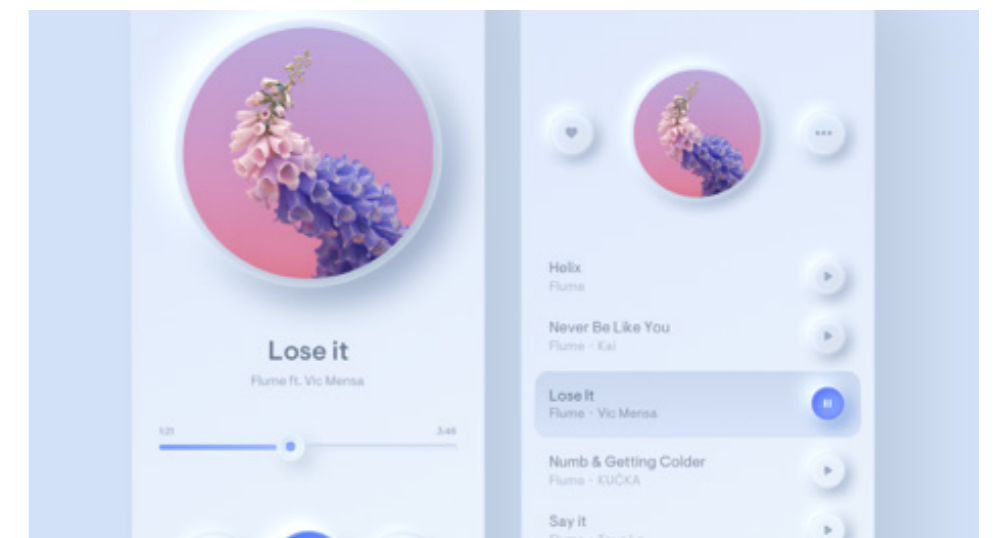 Lose it
Flume ft. Vic Mensa
1:21
3:46
Helix
Flume
Never Be Like You
Flume - Kai
Lose It
Flume - Vic Mensa
Numb & Getting Colder
Flume - KUČKA
Say it